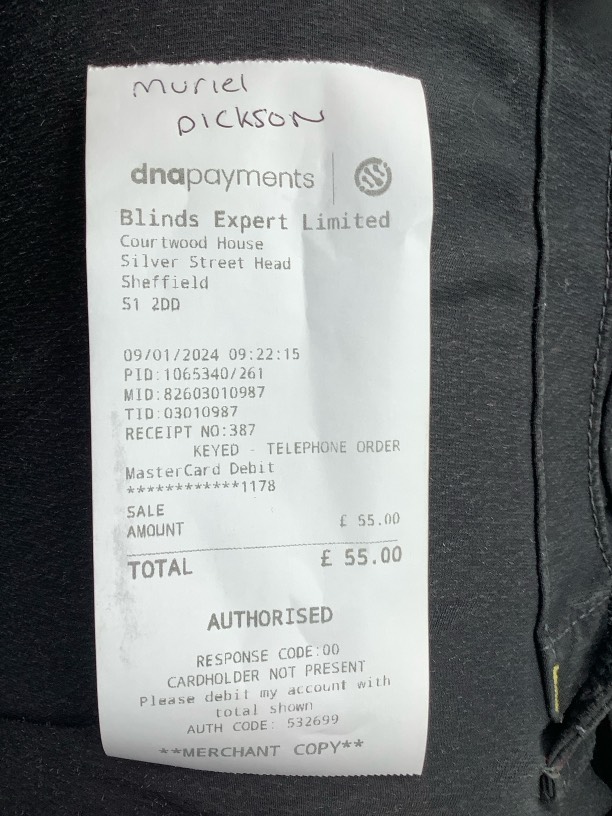 Muriel
DICKSON
dnapayments
Blinds Expert Limited
Courtwood House
Silver Street Head
Sheffield
S1 2DD
09/01/2024 09:22:15
PID:1065340/261
MID:82603010987
TID:03010987
RECEIPT NO:387
KEYED - TELEPHONE ORDER
MasterCard Debit
************1178
SALE
AMOUNT £ 55.00
TOTAL £ 55.00
AUTHORISED
RESPONSE CODE:00
CARDHOLDER NOT PRESENT
Please debit my account with
total shown
AUTH CODE: 532699
**MERCHANT COPY**